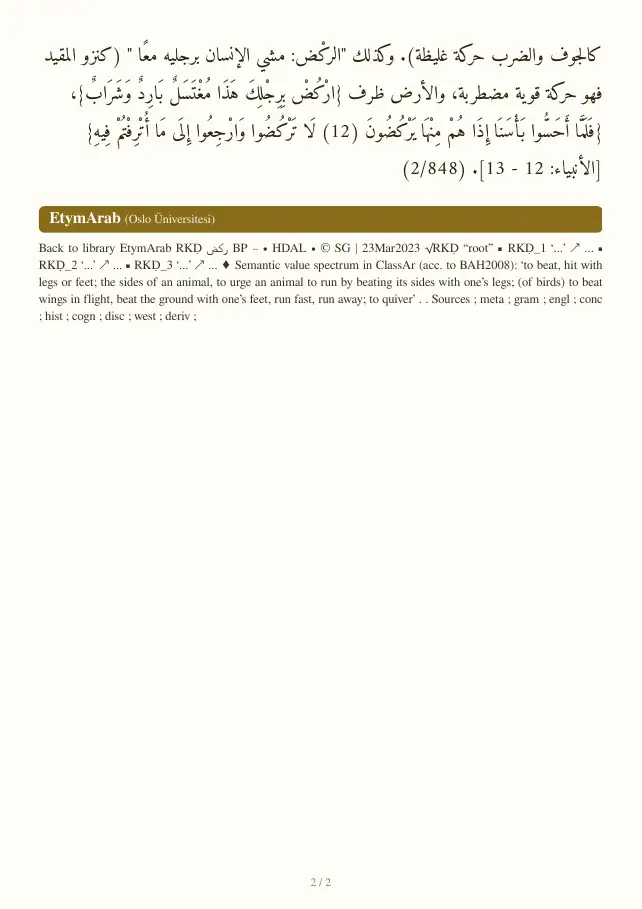 كالجوف والضرب حركة غليظة). وكذلك "الركْض: مشي الإنسان برجليه معًا " (كنزو المقيد
فهو حركة قوية مضطربة، والأرض ظرف {ارْكُضْ بِرِجْلِكَ هَذَا مُغْتَسَلٌ بَارِدٌ وَشَرَابٌ}،
{فَلَمَّا أَحَسُّوا بَأْسَنَا إِذَا هُمْ مِنْهَا يَرْكُضُونَ (12) لَا تَرْكُضُوا وَارْجِعُوا إِلَى مَا أُتْرِفْتُمْ فِيهِ}
[الأنبياء: 12 - 13]. (2/848)
EtymArab (Oslo Üniversitesi)
Back to library EtymArab RKḌ ركض BP – • HDAL • © SG | 23Mar2023 √RKḌ “root” ▪ RKḌ_1 ‘...’ ↗ ... ▪
RKḌ_2 ‘...’ ↗ ... ▪ RKḌ_3 ‘...’ ↗ ... ♦ Semantic value spectrum in ClassAr (acc. to BAH2008): ‘to beat, hit with
legs or feet; the sides of an animal, to urge an animal to run by beating its sides with one’s legs; (of birds) to beat
wings in flight, beat the ground with one’s feet, run fast, run away; to quiver’ . . Sources ; meta ; gram ; engl ; conc
; hist ; cogn ; disc ; west ; deriv ;
2 / 2